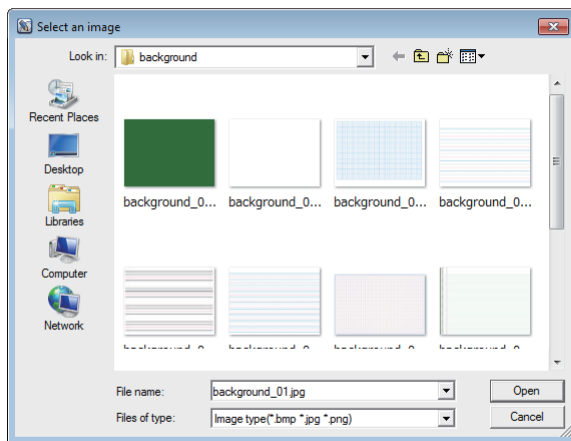 Select an image
Look in: background
Recent Places
Desktop
Libraries
Computer
Network
background_0... background_0... background_0... background_0...
File name: background_01.jpg Open
Files of type: Image type(*.bmp *.jpg *.png) Cancel